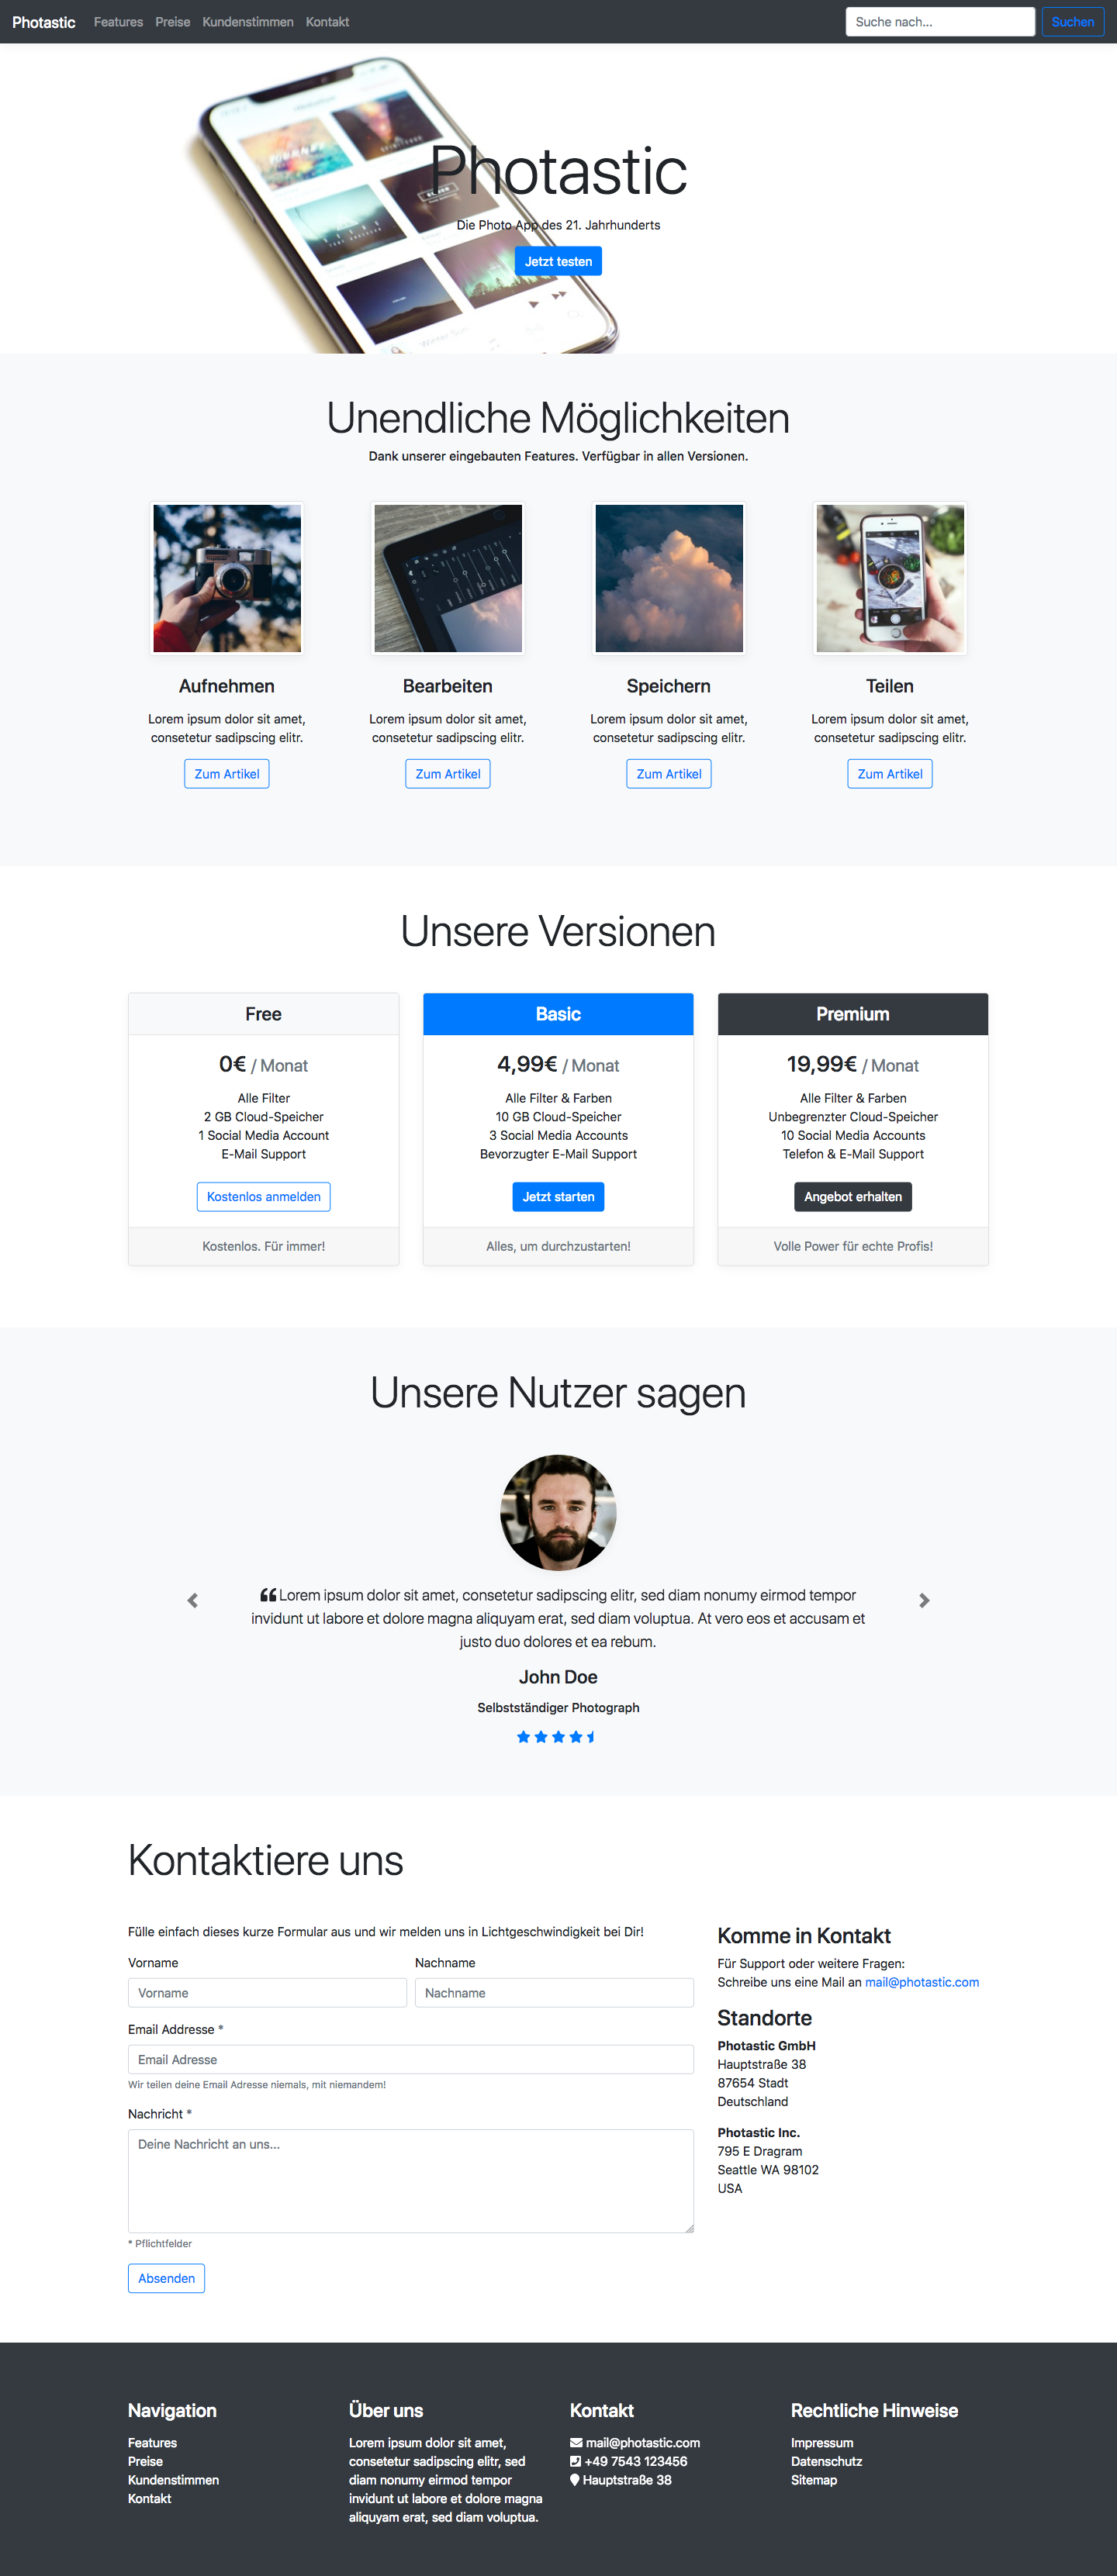 Photastic Features Preise Kundenstimmen Kontakt Suche nach... Suchen
Photastic
Die Photo App des 21. Jahrhunderts
Jetzt testen
Unendliche Möglichkeiten
Dank unserer eingebauten Features. Verfügbar in allen Versionen.
Aufnehmen
Lorem ipsum dolor sit amet,
consetetur sadipscing elitr.
Zum Artikel
Bearbeiten
Lorem ipsum dolor sit amet,
consetetur sadipscing elitr.
Zum Artikel
Speichern
Lorem ipsum dolor sit amet,
consetetur sadipscing elitr.
Zum Artikel
Teilen
Lorem ipsum dolor sit amet,
consetetur sadipscing elitr.
Zum Artikel
Unsere Versionen
Free
0€ / Monat
Alle Filter
2 GB Cloud-Speicher
1 Social Media Account
E-Mail Support
Kostenlos anmelden
Kostenlos. Für immer!
Basic
4,99€ / Monat
Alle Filter & Farben
10 GB Cloud-Speicher
3 Social Media Accounts
Bevorzugter E-Mail Support
Jetzt starten
Alles, um durchzustarten!
Premium
19,99€ / Monat
Alle Filter & Farben
Unbegrenzter Cloud-Speicher
10 Social Media Accounts
Telefon & E-Mail Support
Angebot erhalten
Volle Power für echte Profis!
Unsere Nutzer sagen
❝ Lorem ipsum dolor sit amet, consetetur sadipscing elitr, sed diam nonumy eirmod tempor
invidunt ut labore et dolore magna aliquyam erat, sed diam voluptua. At vero eos et accusam et
justo duo dolores et ea rebum.
John Doe
Selbstständiger Photograph
Kontaktiere uns
Fülle einfach dieses kurze Formular aus und wir melden uns in Lichtgeschwindigkeit bei Dir!
Vorname
Vorname
Nachname
Nachname
Email Addresse *
Email Adresse
Wir teilen deine Email Adresse niemals, mit niemandem!
Nachricht *
Deine Nachricht an uns...
* Pflichtfelder
Absenden
Komme in Kontakt
Für Support oder weitere Fragen:
Schreibe uns eine Mail an mail@photastic.com
Standorte
Photastic GmbH
Hauptstraße 38
87654 Stadt
Deutschland
Photastic Inc.
795 E Dragram
Seattle WA 98102
USA
Navigation
Features
Preise
Kundenstimmen
Kontakt
Über uns
Lorem ipsum dolor sit amet,
consetetur sadipscing elitr, sed
diam nonumy eirmod tempor
invidunt ut labore et dolore magna
aliquyam erat, sed diam voluptua.
Kontakt
mail@photastic.com
+49 7543 123456
Hauptstraße 38
Rechtliche Hinweise
Impressum
Datenschutz
Sitemap